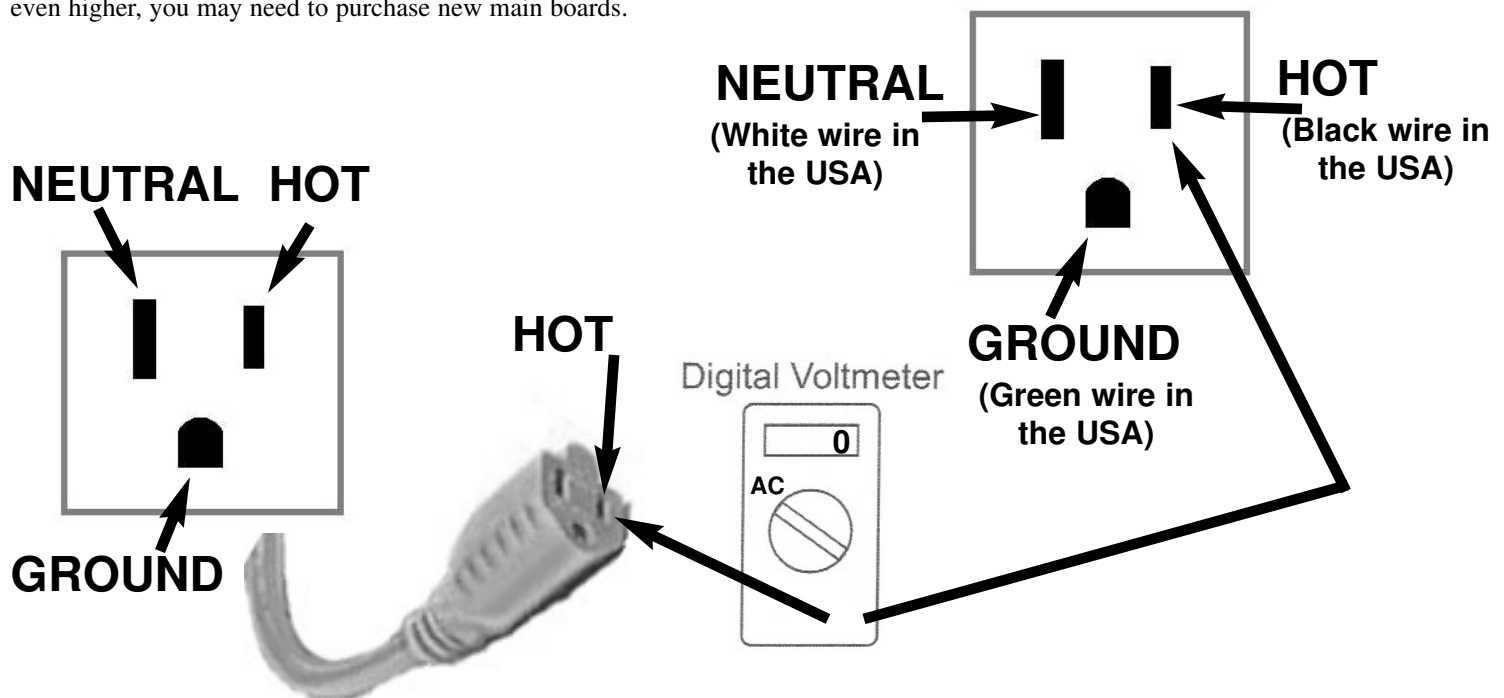 even higher, you may need to purchase new main boards.
NEUTRAL
(White wire in
the USA)
HOT
(Black wire in
the USA)
NEUTRAL HOT
GROUND
(Green wire in
the USA)
HOT
Digital Voltmeter
0
AC
GROUND